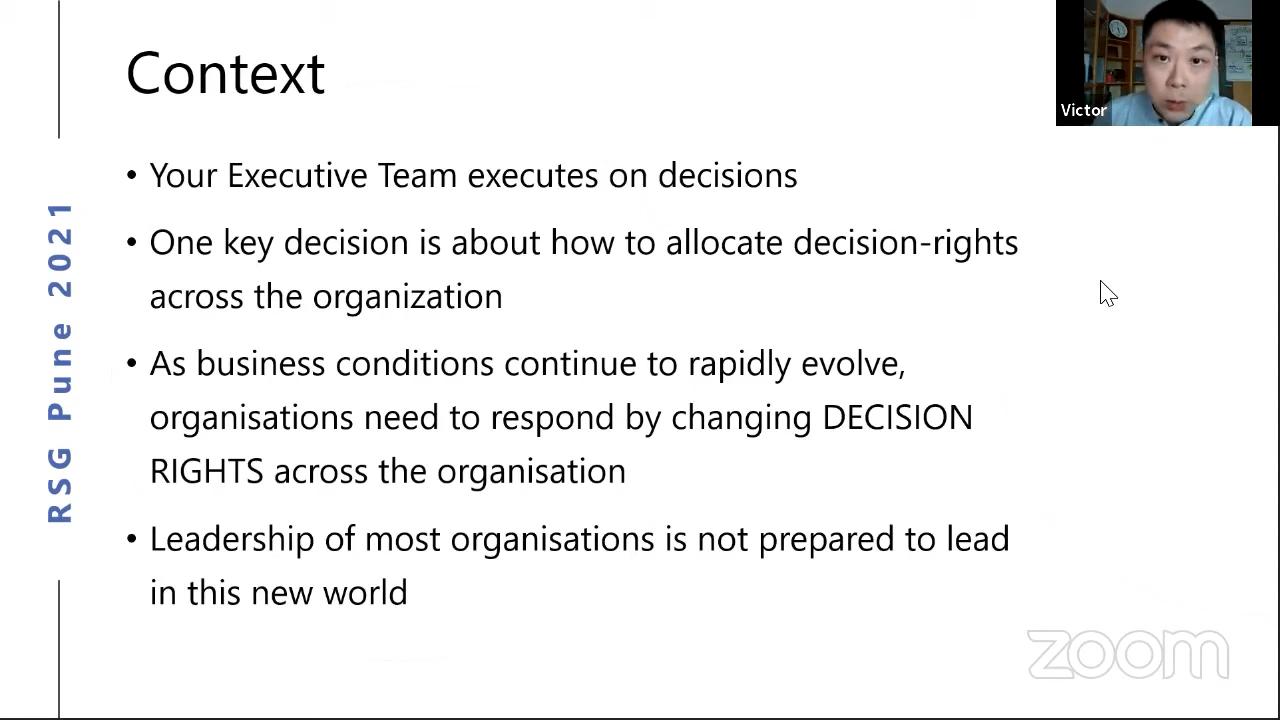 Context
Victor
• Your Executive Team executes on decisions
• One key decision is about how to allocate decision-rights
across the organization
• As business conditions continue to rapidly evolve,
organisations need to respond by changing DECISION
RIGHTS across the organisation
• Leadership of most organisations is not prepared to lead
in this new world
RSG Pune 2021
zoom